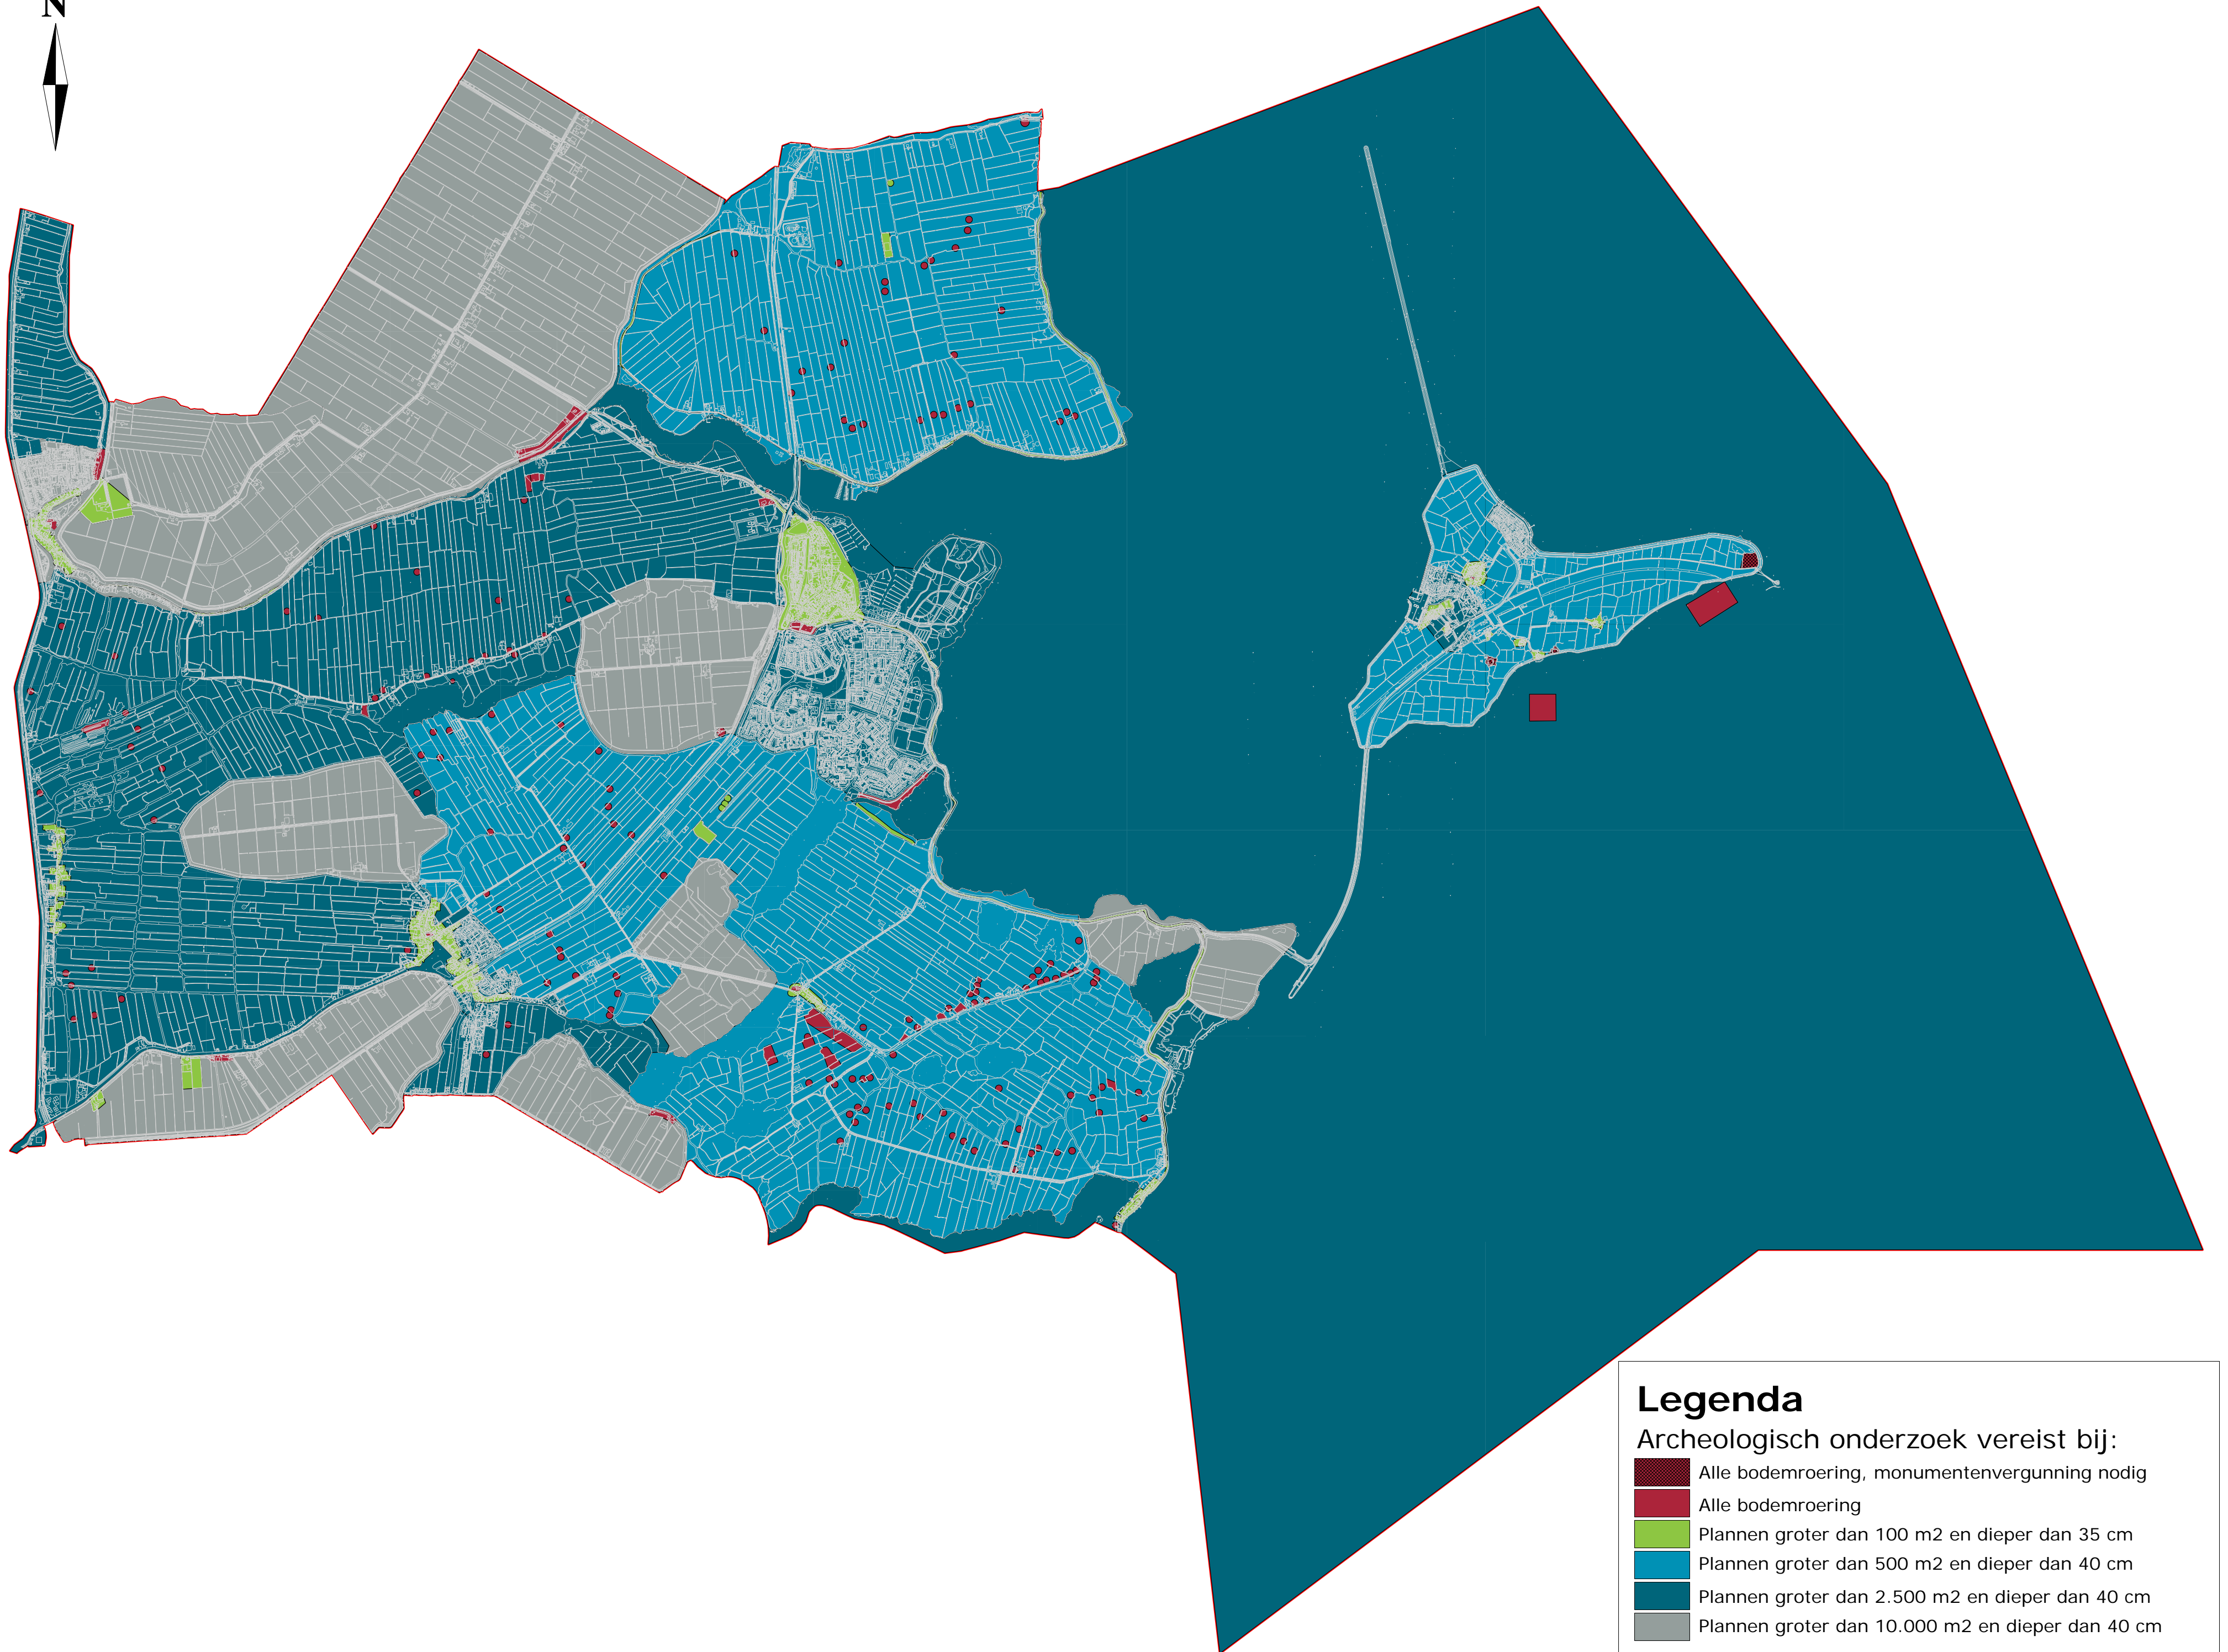 N
Legenda
Archeologisch onderzoek vereist bij:
Alle bodemroering, monumentenvergunning nodig
Alle bodemroering
Plannen groter dan 100 m2 en dieper dan 35 cm
Plannen groter dan 500 m2 en dieper dan 40 cm
Plannen groter dan 2.500 m2 en dieper dan 40 cm
Plannen groter dan 10.000 m2 en dieper dan 40 cm